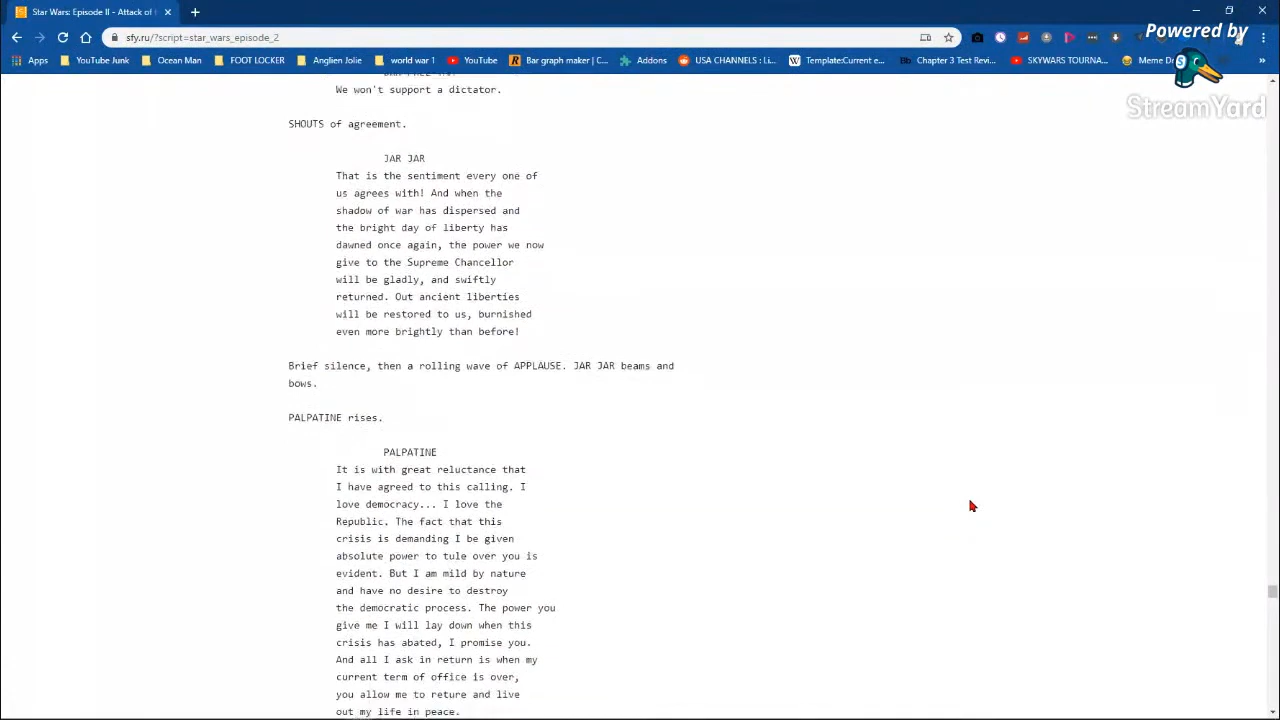 Star Wars: Episode II - Attack of
sfy.ru/?script=star_wars_episode_2
Powered by
Apps YouTube Junk Ocean Man FOOT LOCKER Anglien Jolie world war 1 YouTube Bar graph maker | C... Addons USA CHANNELS : Li... Template:Current e... Chapter 3 Test Revi... SKYWARS TOURNA... Meme
StreamYard
We won't support a dictator.
SHOUTS of agreement.
JAR JAR
That is the sentiment every one of
us agrees with! And when the
shadow of war has dispersed and
the bright day of liberty has
dawned once again, the power we now
give to the Supreme Chancellor
will be gladly, and swiftly
returned. Out ancient liberties
will be restored to us, burnished
even more brightly than before!
Brief silence, then a rolling wave of APPLAUSE. JAR JAR beams and
bows.
PALPATINE rises.
PALPATINE
It is with great reluctance that
I have agreed to this calling. I
love democracy... I love the
Republic. The fact that this
crisis is demanding I be given
absolute power to tule over you is
evident. But I am mild by nature
and have no desire to destroy
the democratic process. The power you
give me I will lay down when this
crisis has abated, I promise you.
And all I ask in return is when my
current term of office is over,
you allow me to reture and live
out my life in peace.